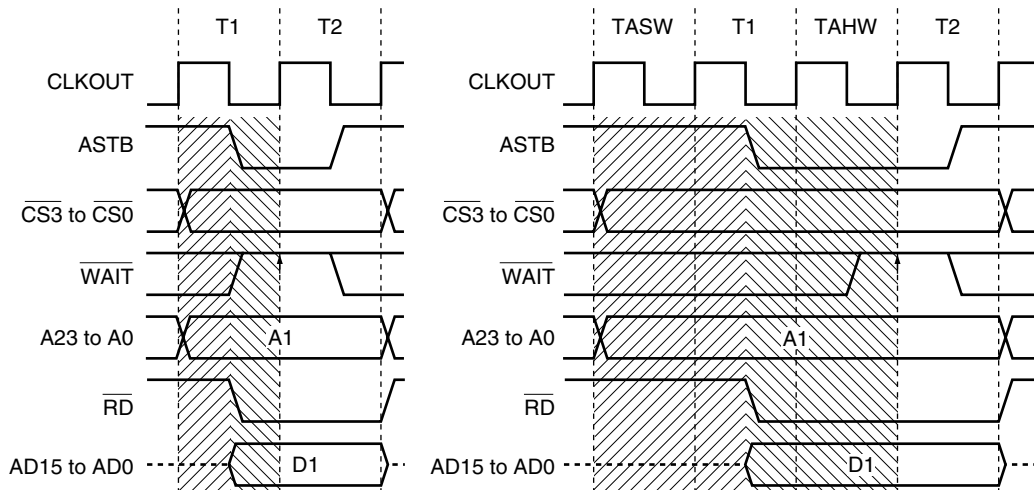 T1 T2 TASW T1 TAHW T2
CLKOUT CLKOUT
ASTB ASTB
CS3 to CS0 CS3 to CS0
WAIT WAIT
A23 to A0 A1 A23 to A0 A1
RD RD
AD15 to AD0 D1 AD15 to AD0 D1